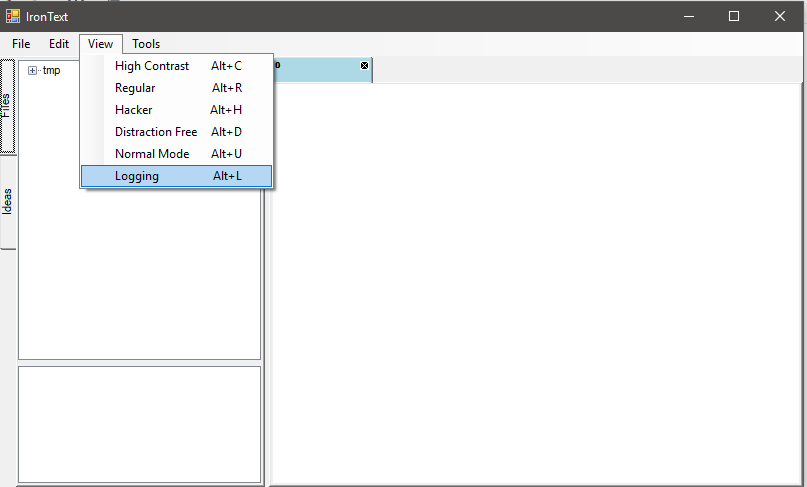 IronText
File Edit View Tools
High Contrast Alt+C
Regular Alt+R
Hacker Alt+H
Distraction Free Alt+D
Normal Mode Alt+U
Logging Alt+L
tmp
Files
Ideas